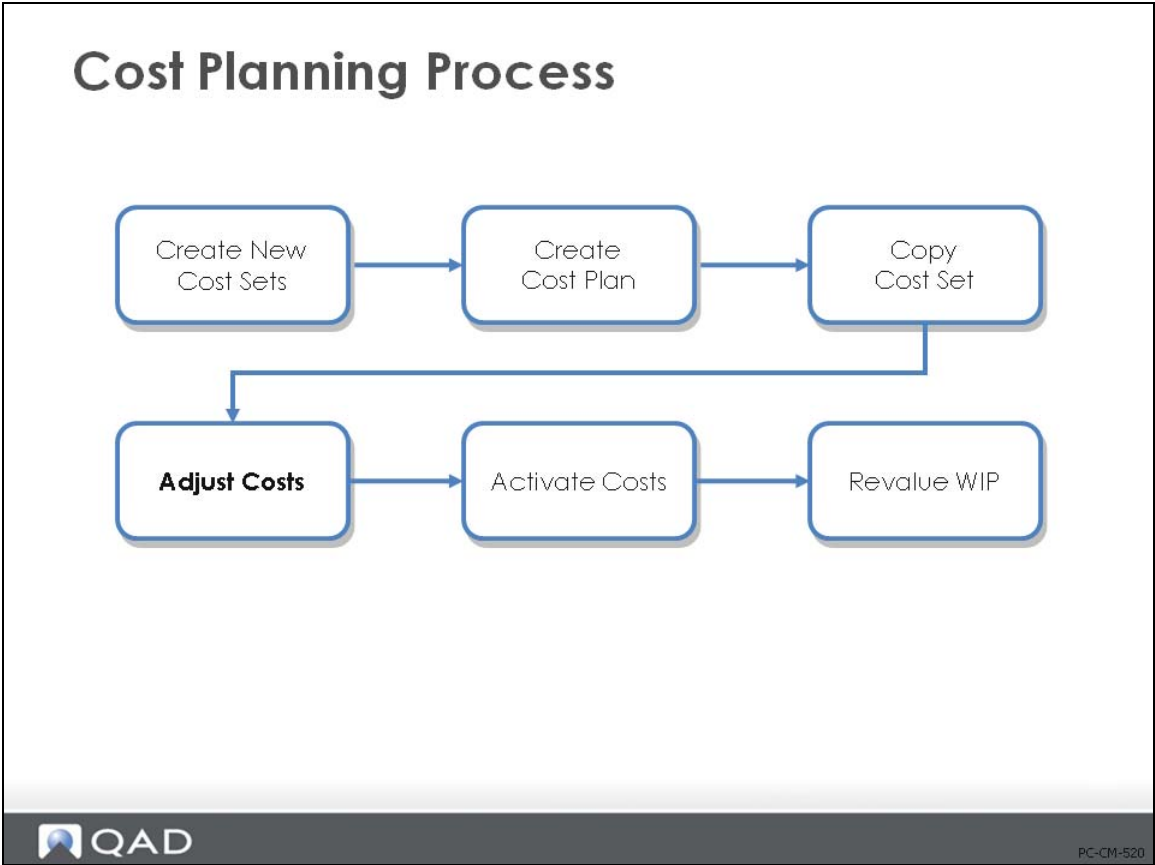 Cost Planning Process
Create New
Cost Sets
Create
Cost Plan
Copy
Cost Set
Adjust Costs
Activate Costs
Revalue WIP
QAD
PC-CM-520